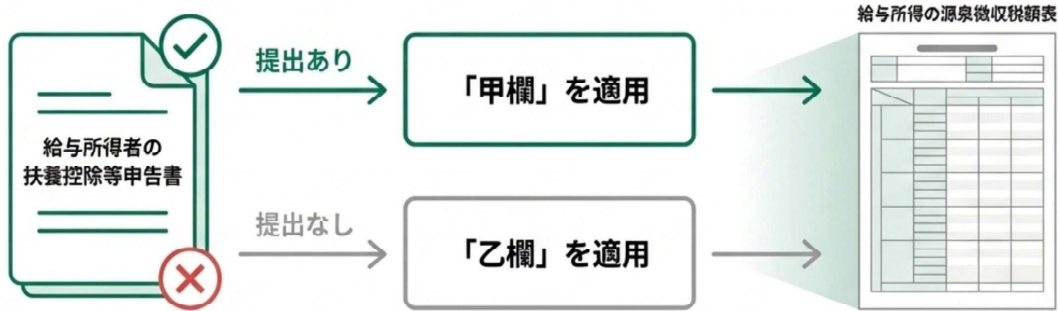 給与所得の源泉徴収税額表
提出あり
「甲欄」を適用
給与所得者の
扶養控除等申告書
提出なし
「乙欄」を適用